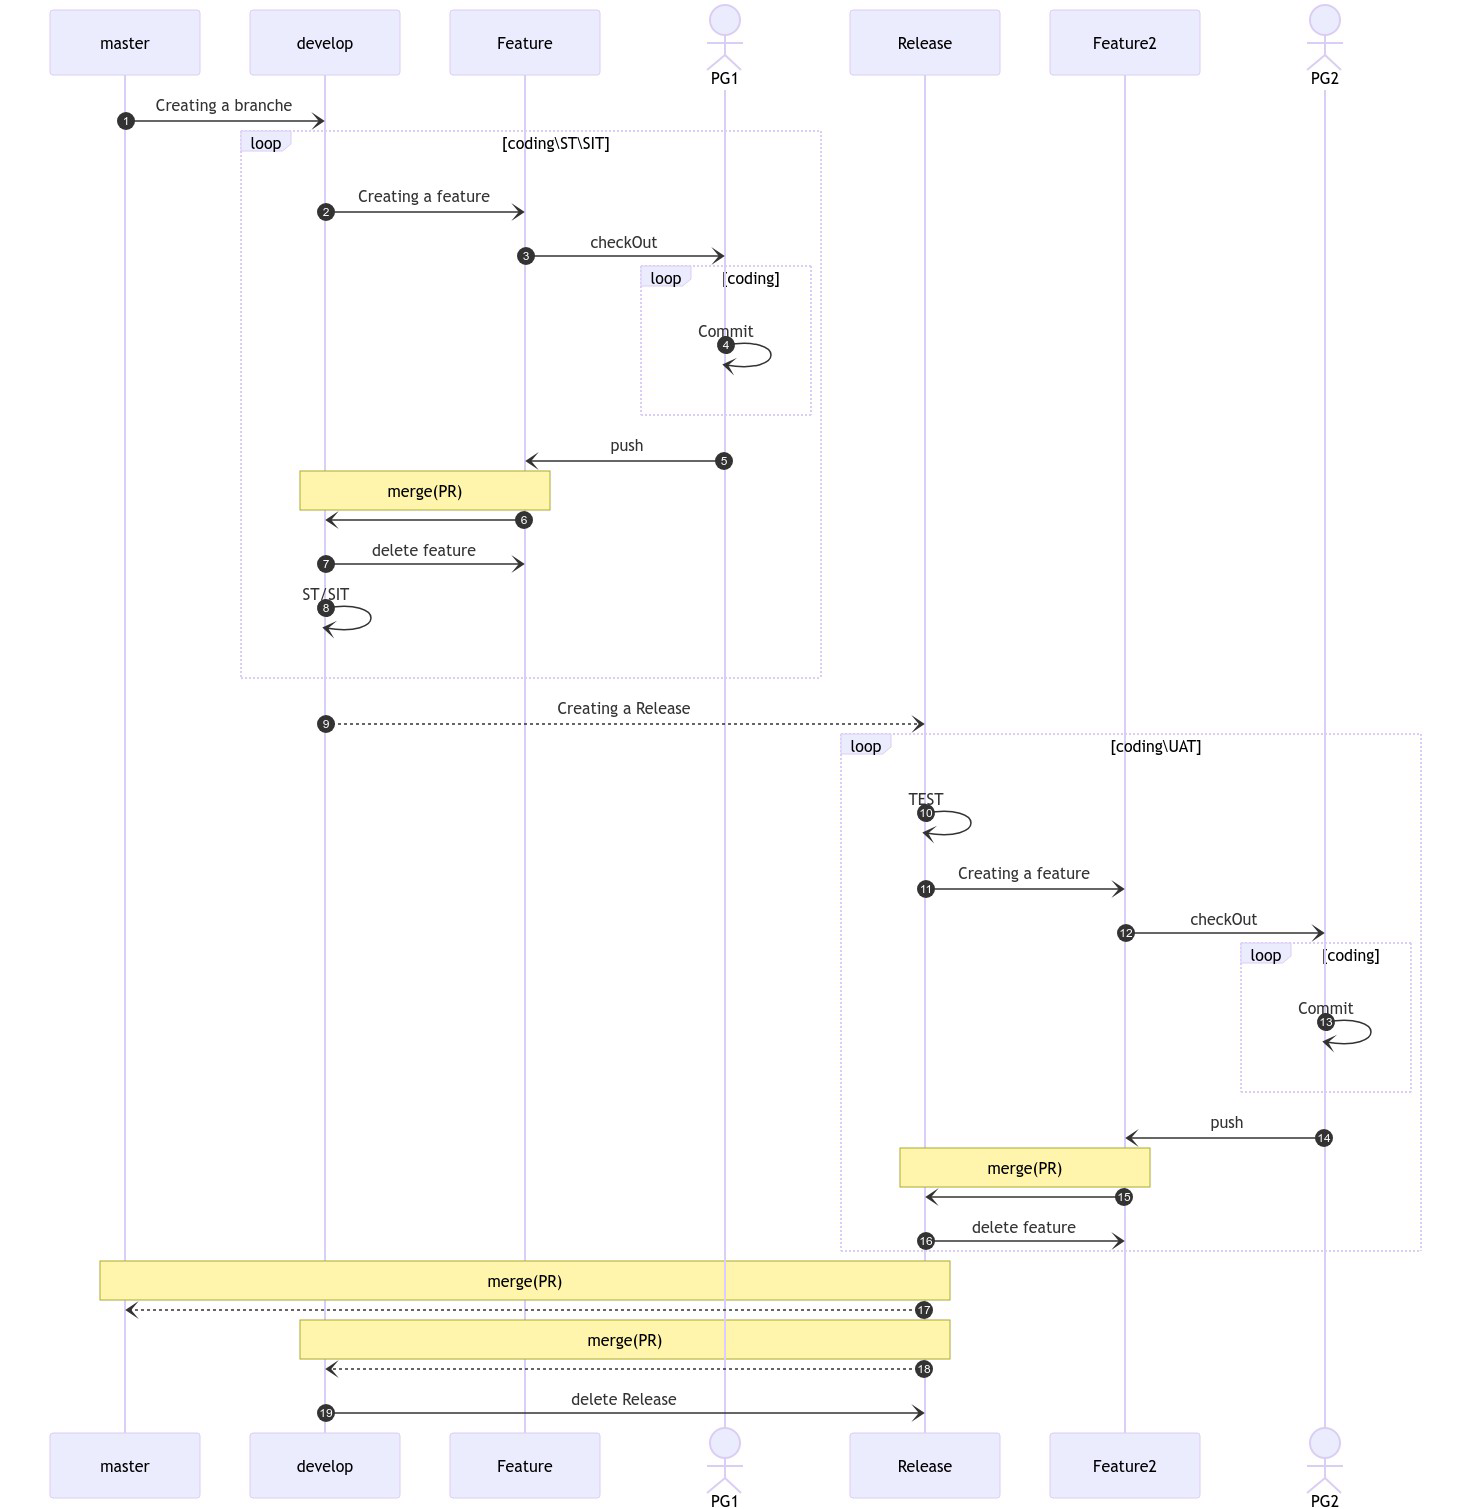 master
develop
Feature
PG1
Release
Feature2
PG2
Creating a branche
1
loop
[coding\ST\SIT]
Creating a feature
2
checkOut
3
loop
[coding]
Commit
4
push
5
merge(PR)
6
delete feature
7
ST/SIT
8
Creating a Release
9
loop
[coding\UAT]
TEST
10
Creating a feature
11
checkOut
12
loop
[coding]
Commit
13
push
14
merge(PR)
15
delete feature
16
merge(PR)
17
merge(PR)
18
delete Release
19
master
develop
Feature
PG1
Release
Feature2
PG2